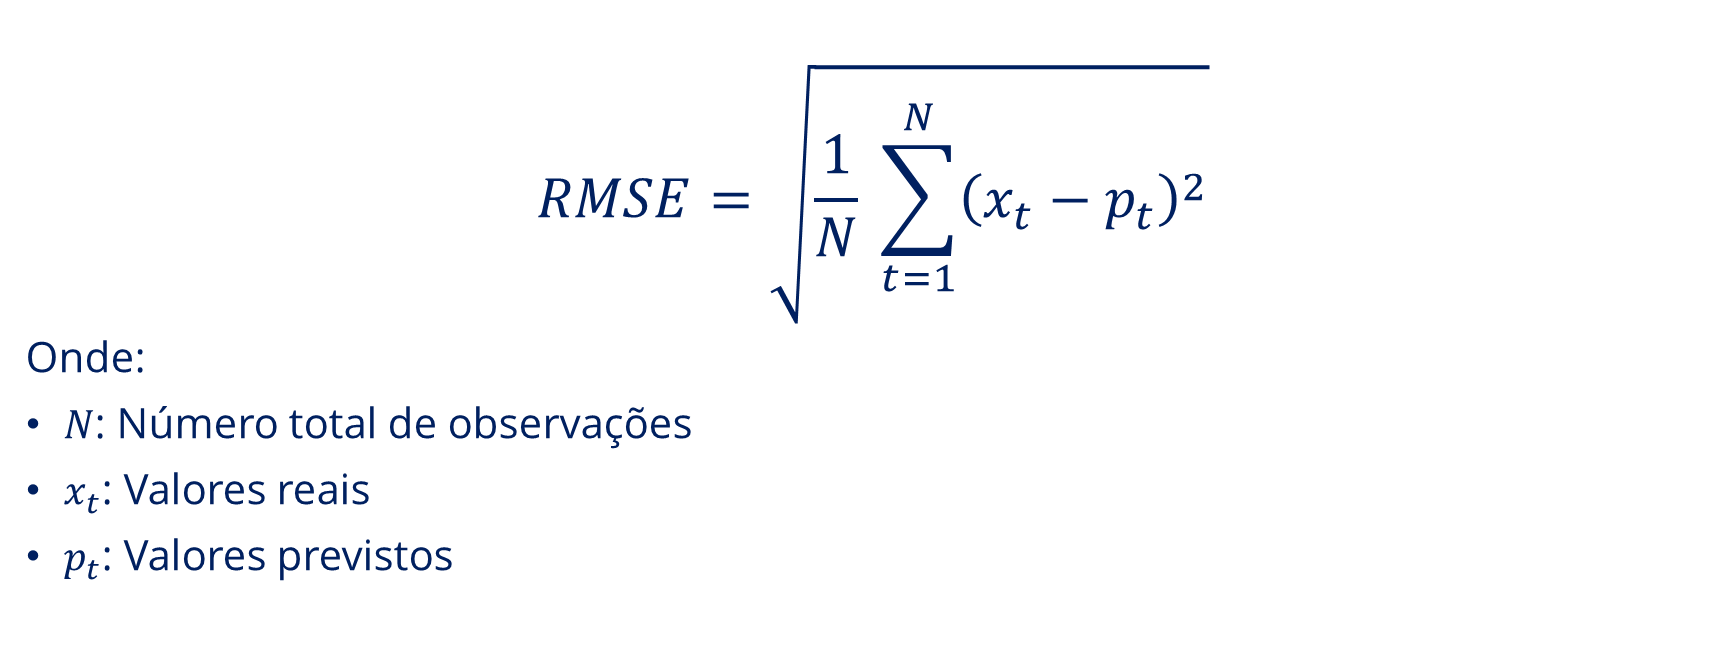 RMSE = √(1/N ∑_{t=1}^{N} (x_t − p_t)²)
Onde:
• N: Número total de observações
• x_t: Valores reais
• p_t: Valores previstos